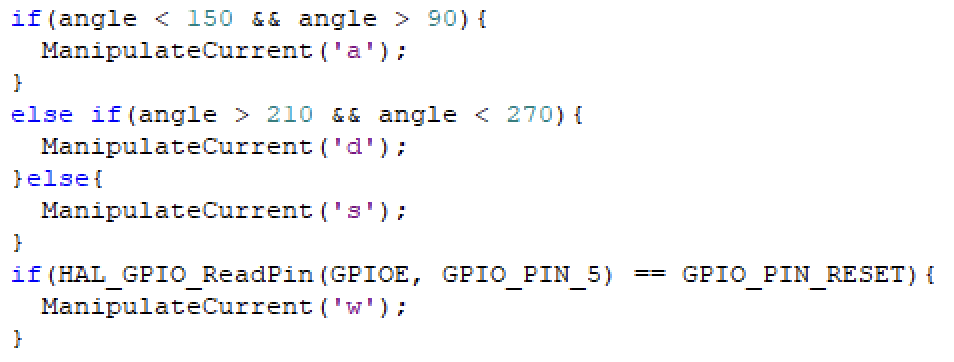 if(angle < 150 && angle > 90){
  ManipulateCurrent('a');
}
else if(angle > 210 && angle < 270){
  ManipulateCurrent('d');
}else{
  ManipulateCurrent('s');
}
if(HAL_GPIO_ReadPin(GPIOE, GPIO_PIN_5) == GPIO_PIN_RESET){
  ManipulateCurrent('w');
}